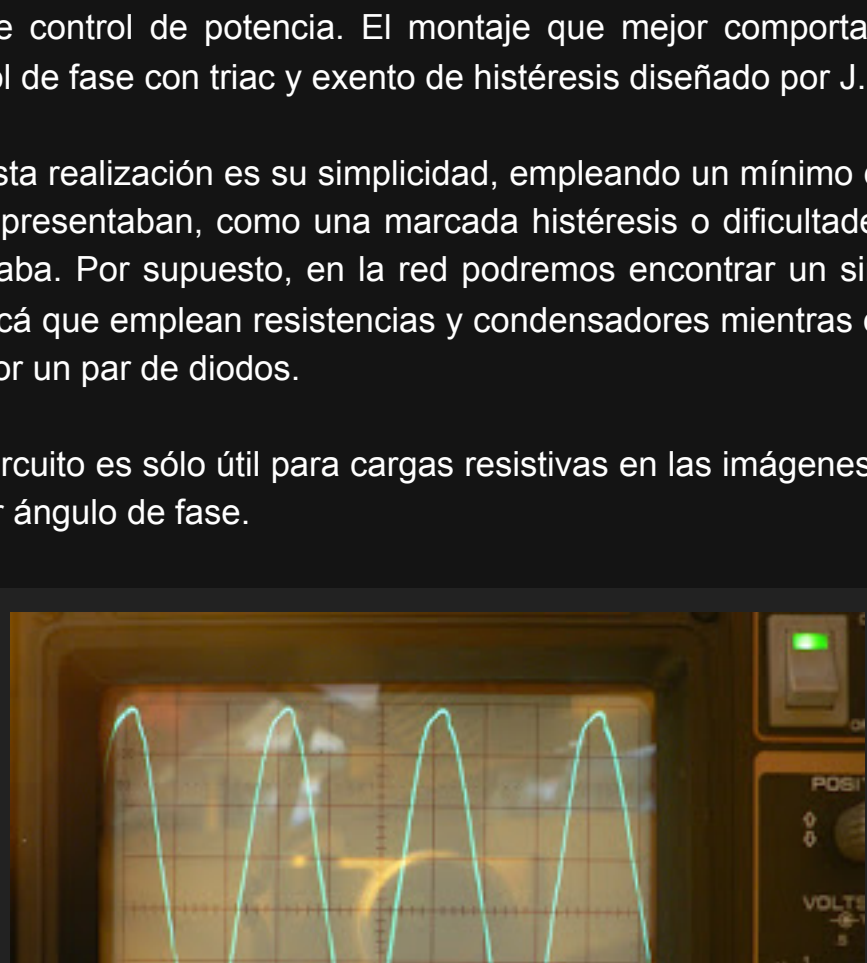 e control de potencia. El montaje que mejor comporta
ol de fase con triac y exento de histéresis diseñado por J.
sta realización es su simplicidad, empleando un mínimo
presentaban, como una marcada histéresis o dificultade
aba. Por supuesto, en la red podremos encontrar un si
cá que emplean resistencias y condensadores mientras
or un par de diodos.
ircuito es sólo útil para cargas resistivas en las imágenes
r ángulo de fase.
POSI
VOLTS
.5